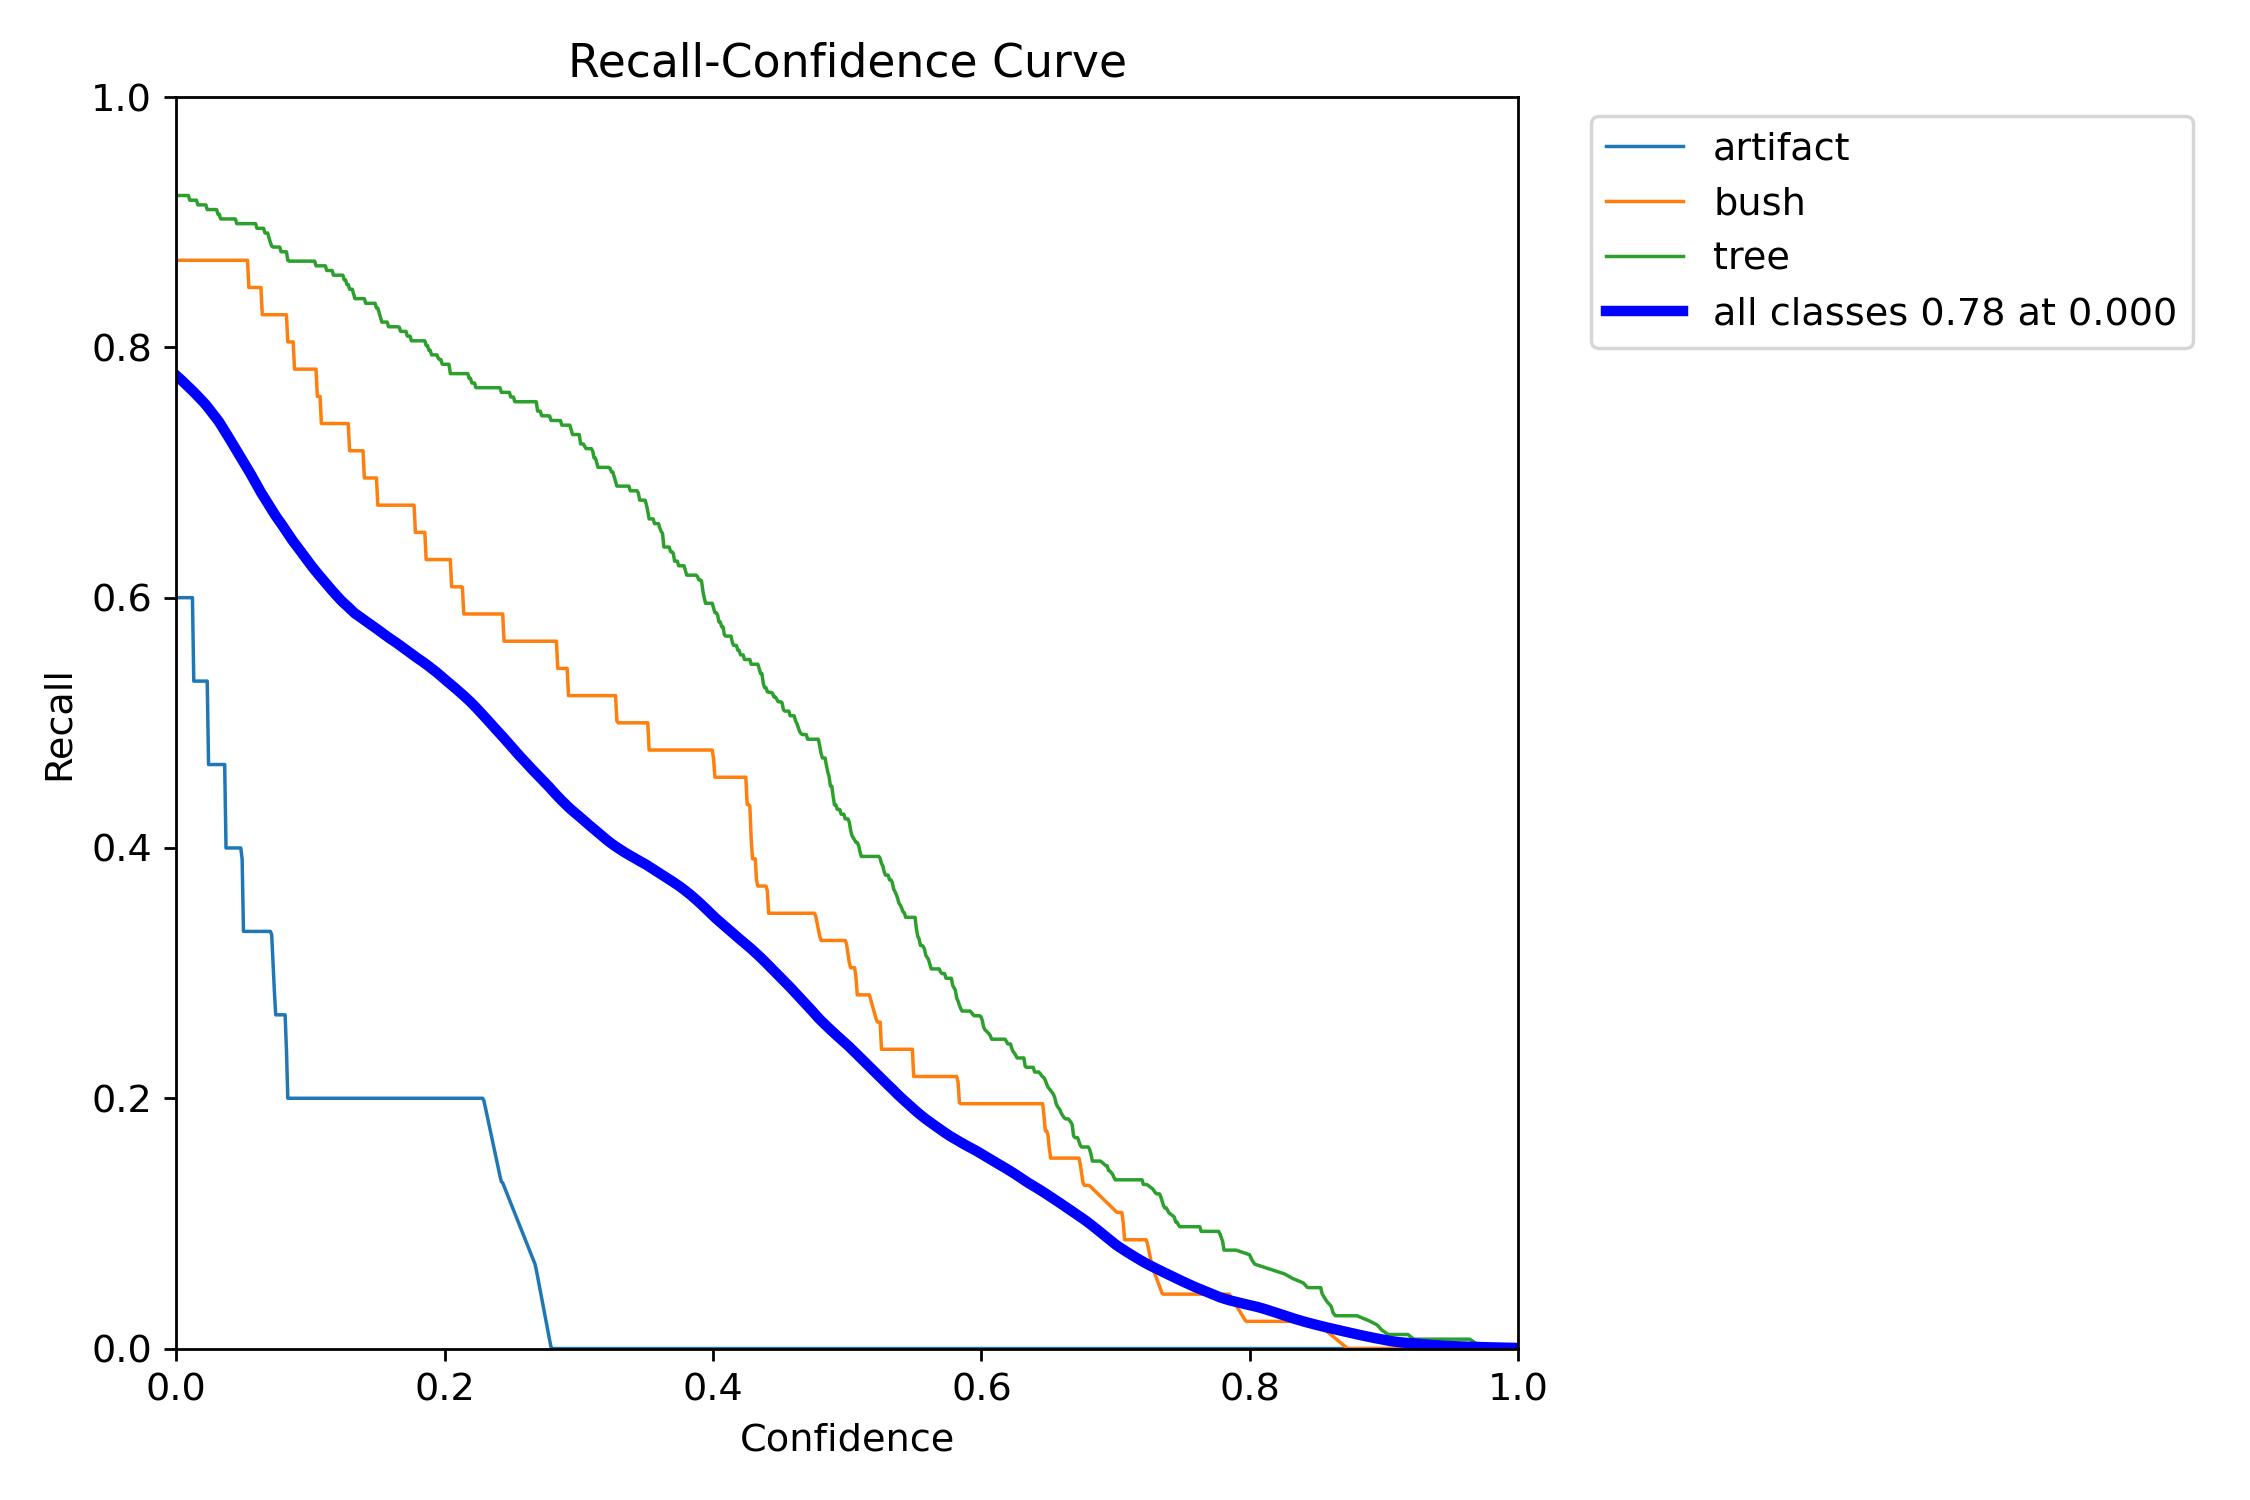 Recall-Confidence Curve
1.0
0.8
0.6
0.4
0.2
0.0
Recall
0.0 0.2 0.4 0.6 0.8 1.0
Confidence
artifact
bush
tree
all classes 0.78 at 0.000